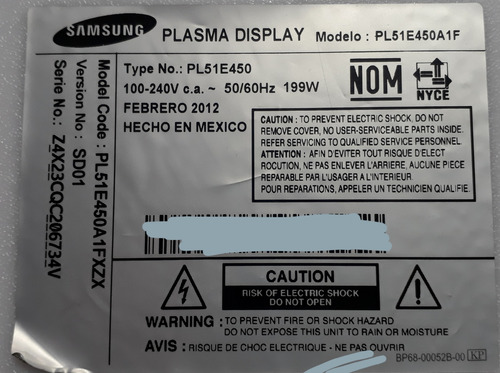 SAMSUNG PLASMA DISPLAY Modelo : PL51E450A1F
Type No.: PL51E450
100-240V c.a. ~ 50/60Hz 199W
FEBRERO 2012
HECHO EN MEXICO
NOM
NYCE
Model Code : PL51E450A1FXZX
Version No : SD01
Serie No.: Z4X23CQC206734V
CAUTION : TO PREVENT ELECTRIC SHOCK, DO NOT
REMOVE COVER, NO USER-SERVICEABLE PARTS INSIDE.
REFER SERVICING TO QUALIFIED SERVICE PERSONNEL
ATTENTION : AFIN D'EVITER TOUT RISQUE D'ELECT
ROCUTION, NE PAS ENLEVER L'ARRIERE, AUCUNE PIECE
REPARABLE PAR L'USAGER A L'INTERIEUR.
POUR REPARATIONS, APPELER UN TECHNICIEN QUALIFIE.
CAUTION
RISK OF ELECTRIC SHOCK
DO NOT OPEN
WARNING : TO PREVENT FIRE OR SHOCK HAZARD
DO NOT EXPOSE THIS UNIT TO RAIN OR MOISTURE
AVIS : RISQUE DE CHOC ELECTRIQUE - NE PAS OUVRIR
BP68-00052B-00 KP